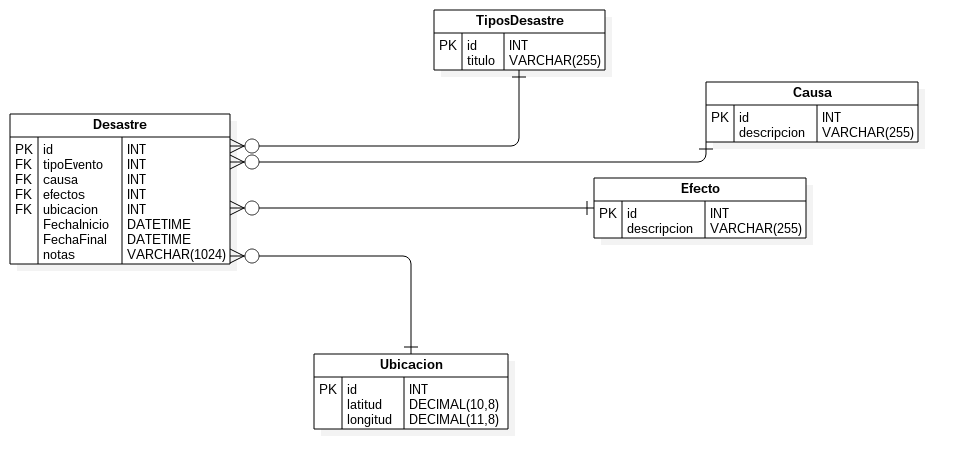 TiposDesastre
PK id INT
titulo VARCHAR(255)
Causa
PK id INT
descripcion VARCHAR(255)
Desastre
PK id INT
FK tipoEvento INT
FK causa INT
FK efectos INT
FK ubicacion INT
FechaInicio DATETIME
FechaFinal DATETIME
notas VARCHAR(1024)
Efecto
PK id INT
descripcion VARCHAR(255)
Ubicacion
PK id INT
latitud DECIMAL(10,8)
longitud DECIMAL(11,8)